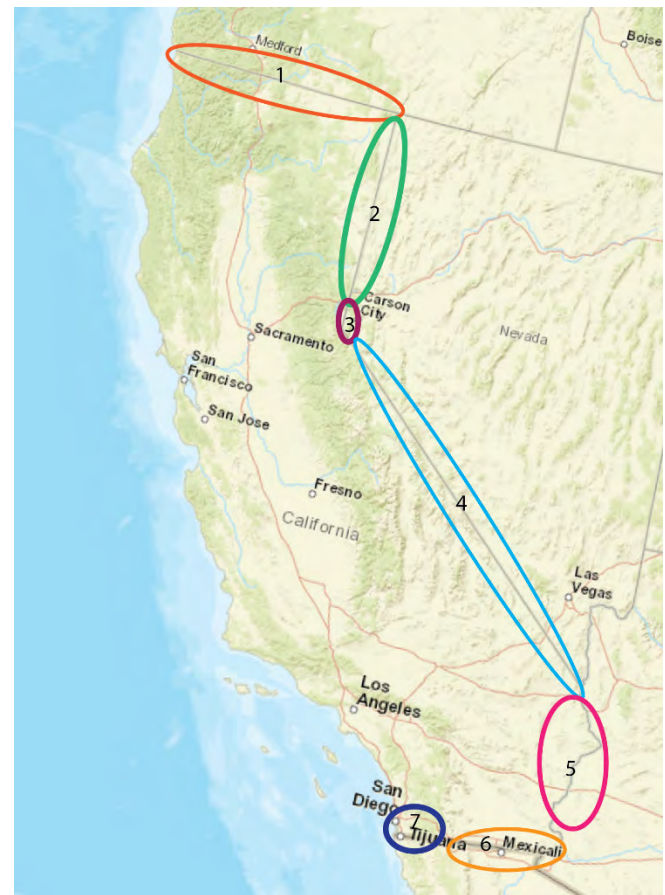 Medford
Boise
1
2
Carson
City
3
Sacramento
Nevada
San
Francisco
San Jose
Fresno
4
California
Las
Vegas
Los
Angeles
5
San
Diego
7
Tijuana
6
Mexicali